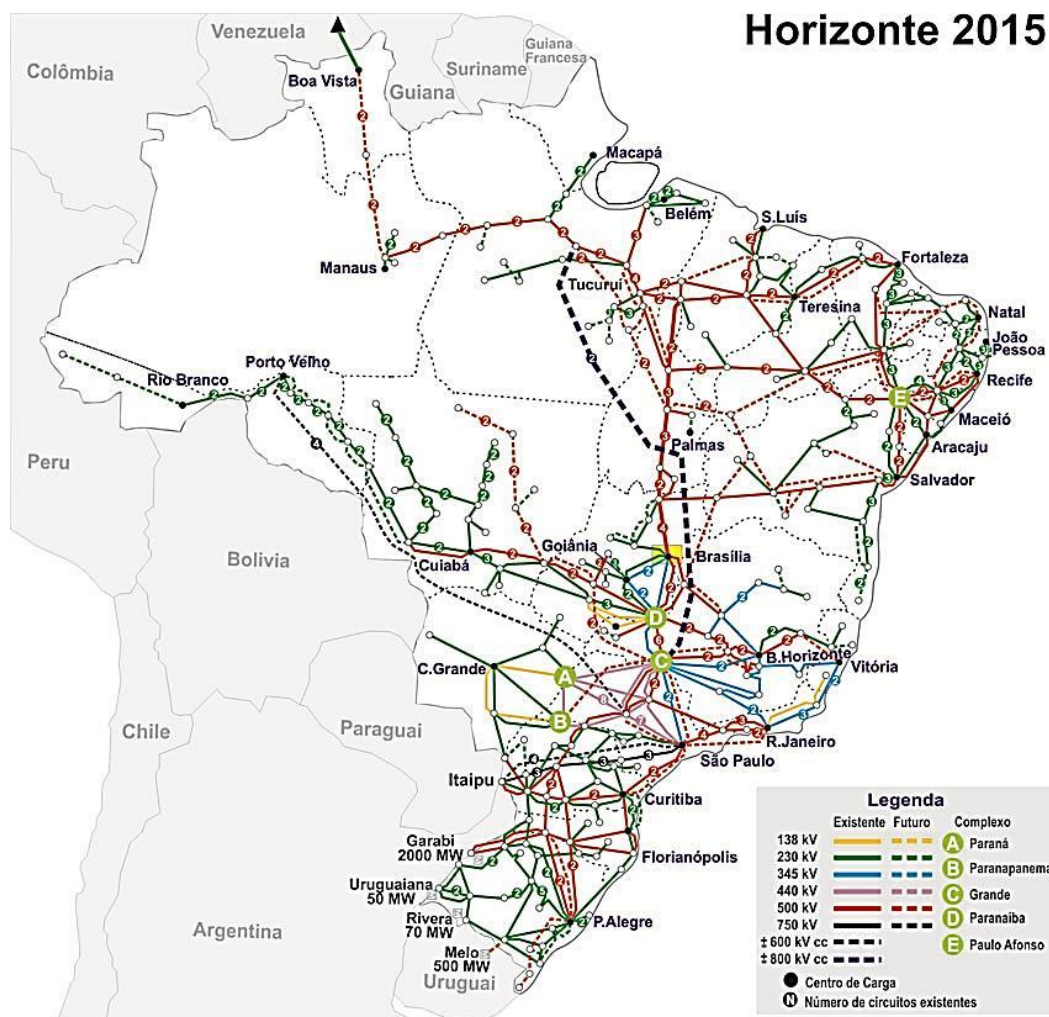 Horizonte 2015
Venezuela
Guiana
Francesa
Suriname
Colômbia
Boa Vista
Guiana
Macapá
Belém
S.Luís
Manaus
Fortaleza
Tucuruí
Teresina
Natal
João
Pessoa
Porto Velho
Rio Branco
Recife
E
Maceió
Palmas
Aracaju
Peru
Salvador
Goiânia
Brasília
Bolivia
Cuiabá
D
C
B.Horizonte
Vitória
C.Grande
A
B
Chile
Paraguai
R.Janeiro
São Paulo
Itaipu
Curitiba
Garabi
2000 MW
Florianópolis
Uruguaiana
50 MW
Rivera
70 MW
P.Alegre
Melo
500 MW
Argentina
Uruguai
Legenda
Existente Futuro Complexo
138 kV A Paraná
230 kV B Paranapanema
345 kV
440 kV C Grande
500 kV D Paranaiba
750 kV
± 600 kV cc E Paulo Afonso
± 800 kV cc
Centro de Carga
N Número de circuitos existentes